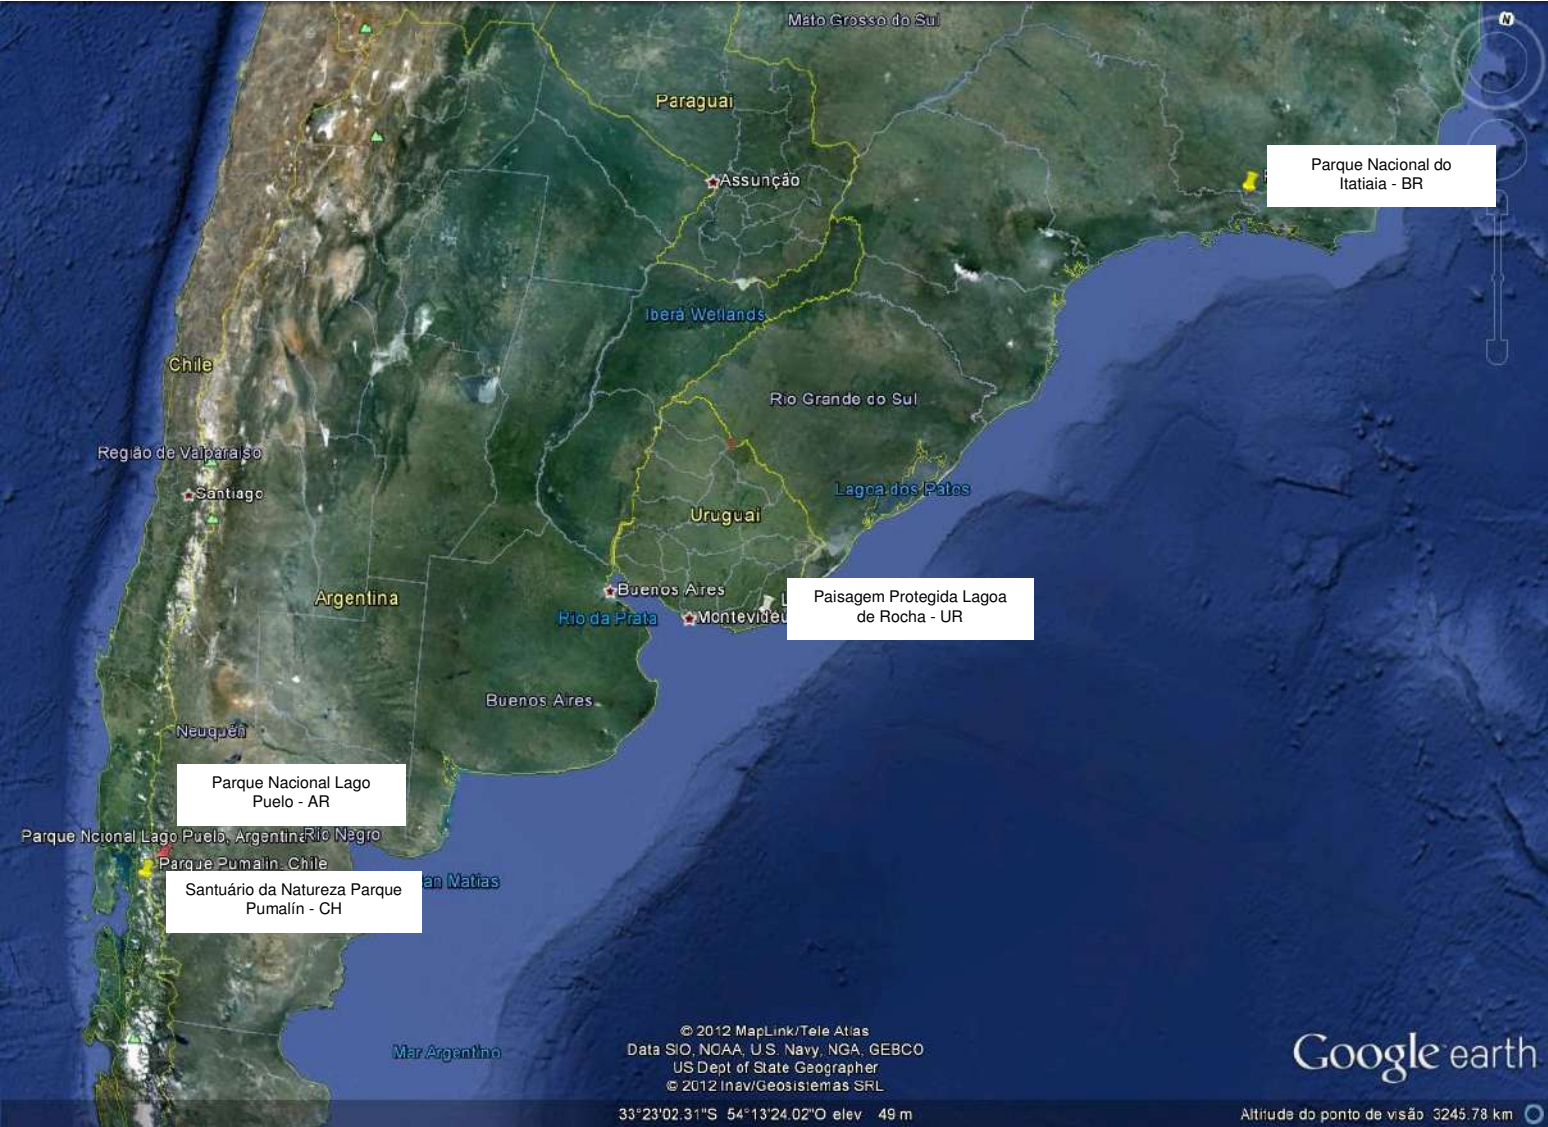 Mato Grosso do Sul
N
Paraguai
Assunção
Parque Nacional do
Itatiaia - BR
Iberá Wetlands
Chile
Rio Grande do Sul
Região de Valparaíso
Santiago
Lagoa dos Patos
Uruguai
Buenos Aires
Argentina
Rio da Prata
Montevidéu
Paisagem Protegida Lagoa
de Rocha - UR
Buenos Aires
Neuquén
Parque Nacional Lago
Puelo - AR
Parque Ncional Lago Puelo, Argentina
Rio Negro
Parque Pumalin, Chile
an Matias
Santuário da Natureza Parque
Pumalín - CH
Mar Argentino
© 2012 MapLink/Tele Atlas
Data SIO, NOAA, U.S. Navy, NGA, GEBCO
US Dept of State Geographer
© 2012 Inav/Geosistemas SRL
Google earth
33°23'02.31"S 54°13'24.02"O elev 49 m
Altitude do ponto de visão 3245.78 km